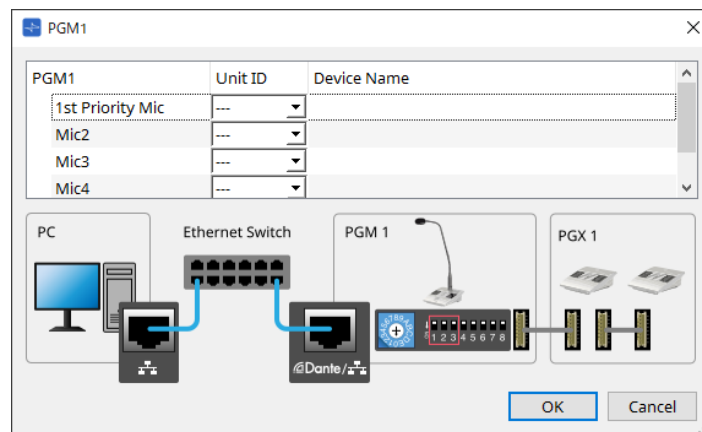 PGM1
PGM1 Unit ID Device Name
1st Priority Mic ---
Mic2 ---
Mic3 ---
Mic4 ---
PC
Ethernet Switch
PGM 1
PGX 1
1 2 3 4 5 6 7 8
Dante/
OK Cancel